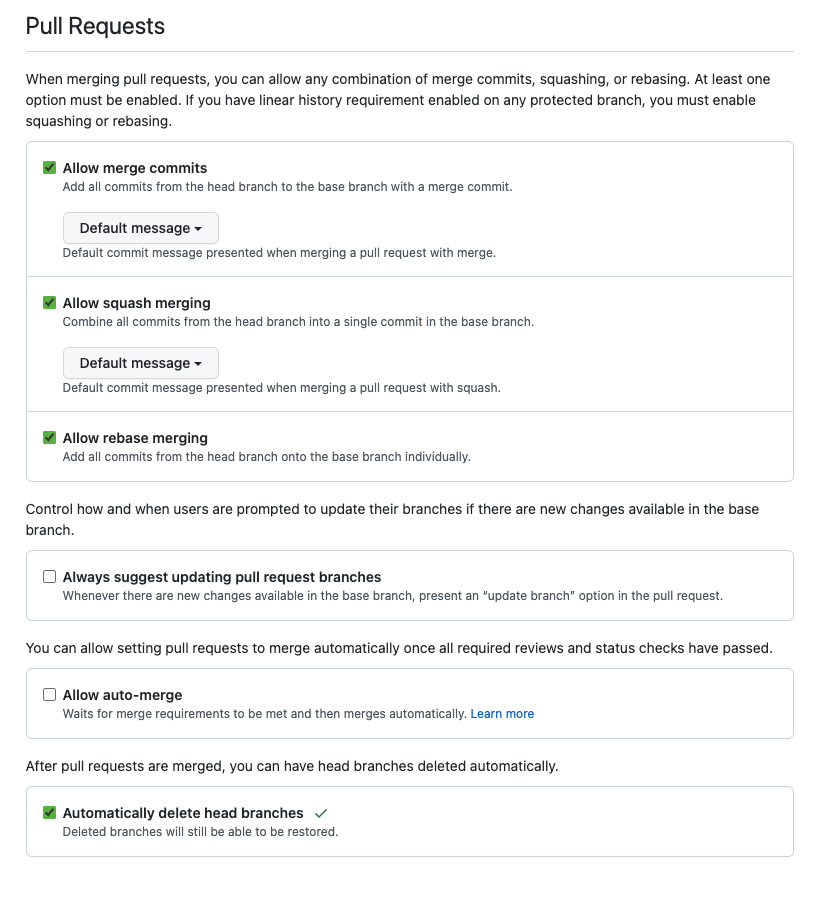 Pull Requests
When merging pull requests, you can allow any combination of merge commits, squashing, or rebasing. At least one
option must be enabled. If you have linear history requirement enabled on any protected branch, you must enable
squashing or rebasing.
Allow merge commits
Add all commits from the head branch to the base branch with a merge commit.
Default message
Default commit message presented when merging a pull request with merge.
Allow squash merging
Combine all commits from the head branch into a single commit in the base branch.
Default message
Default commit message presented when merging a pull request with squash.
Allow rebase merging
Add all commits from the head branch onto the base branch individually.
Control how and when users are prompted to update their branches if there are new changes available in the base
branch.
Always suggest updating pull request branches
Whenever there are new changes available in the base branch, present an “update branch” option in the pull request.
You can allow setting pull requests to merge automatically once all required reviews and status checks have passed.
Allow auto-merge
Waits for merge requirements to be met and then merges automatically. Learn more
After pull requests are merged, you can have head branches deleted automatically.
Automatically delete head branches
Deleted branches will still be able to be restored.